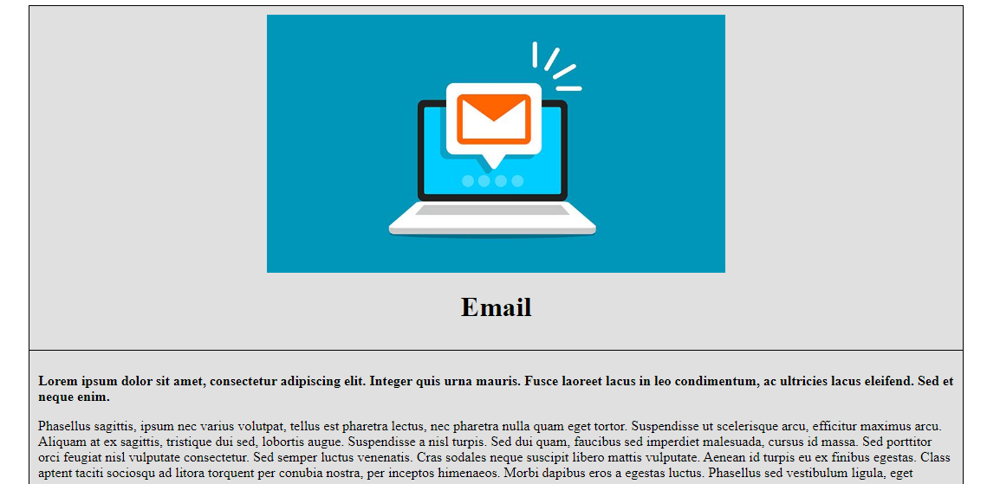 Email
Lorem ipsum dolor sit amet, consectetur adipiscing elit. Integer quis urna mauris. Fusce laoreet lacus in leo condimentum, ac ultricies lacus eleifend. Sed et
neque enim.
Phasellus sagittis, ipsum nec varius volutpat, tellus est pharetra lectus, nec pharetra nulla quam eget tortor. Suspendisse ut scelerisque arcu, efficitur maximus arcu.
Aliquam at ex sagittis, tristique dui sed, lobortis augue. Suspendisse a nisl turpis. Sed dui quam, faucibus sed imperdiet malesuada, cursus id massa. Sed porttitor
orci feugiat nisl vulputate consectetur. Sed semper luctus venenatis. Cras sodales neque suscipit libero mattis vulputate. Aenean id turpis eu ex finibus egestas. Class
aptent taciti sociosqu ad litora torquent per conubia nostra, per inceptos himenaeos. Morbi dapibus eros a egestas luctus. Phasellus sed vestibulum ligula, eget